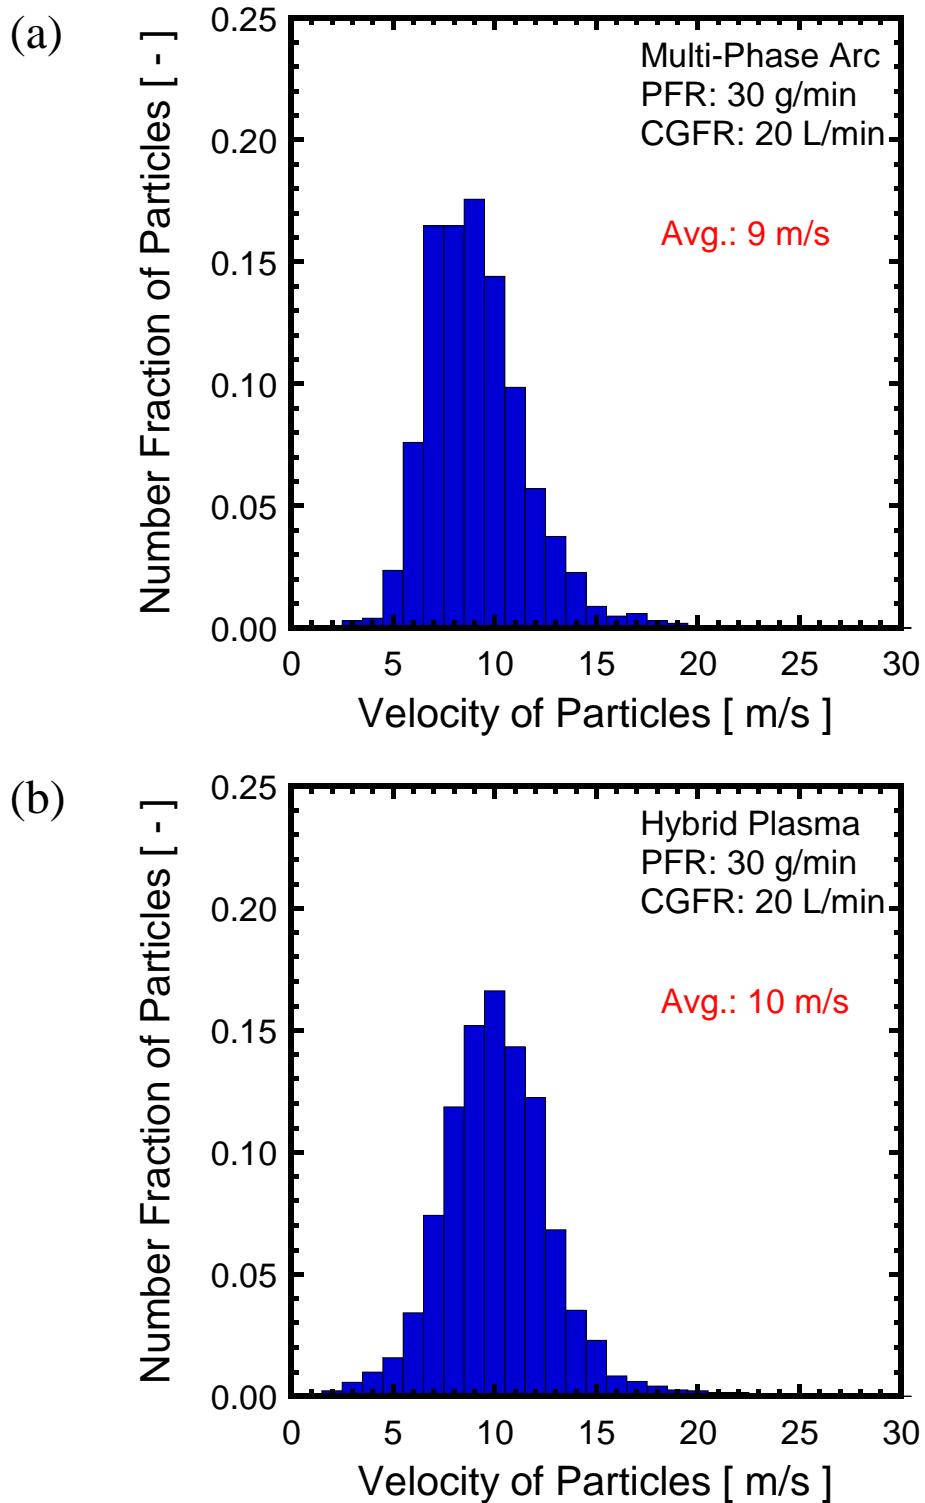 (a)
Number Fraction of Particles [ - ]
0.25
0.20
0.15
0.10
0.05
0.00
Multi-Phase Arc
PFR: 30 g/min
CGFR: 20 L/min
Avg.: 9 m/s
0 5 10 15 20 25 30
Velocity of Particles [ m/s ]
(b)
Number Fraction of Particles [ - ]
0.25
0.20
0.15
0.10
0.05
0.00
Hybrid Plasma
PFR: 30 g/min
CGFR: 20 L/min
Avg.: 10 m/s
0 5 10 15 20 25 30
Velocity of Particles [ m/s ]